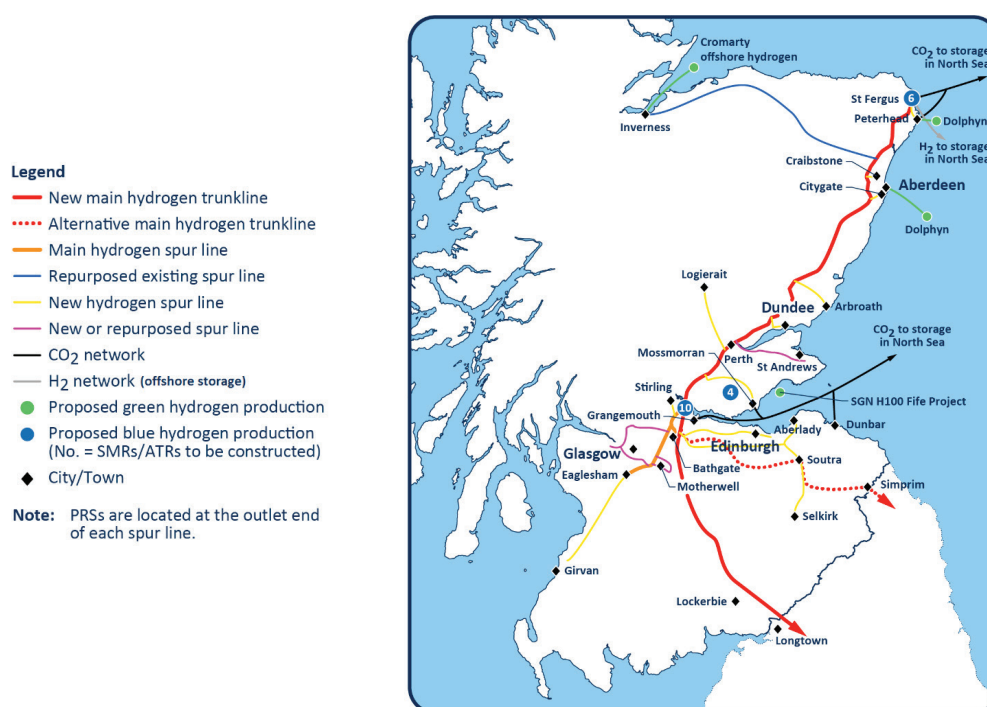 Legend
New main hydrogen trunkline
Alternative main hydrogen trunkline
Main hydrogen spur line
Repurposed existing spur line
New hydrogen spur line
New or repurposed spur line
CO2 network
H2 network (offshore storage)
Proposed green hydrogen production
Proposed blue hydrogen production
(No. = SMRs/ATRs to be constructed)
City/Town
Note: PRSs are located at the outlet end
of each spur line.
Cromarty
offshore hydrogen
CO2 to storage
in North Sea
St Fergus
6
Peterhead
Dolphyn
Inverness
H2 to storage
in North Sea
Craibstone
Citygate
Aberdeen
Dolphyn
Logierait
Dundee
Arbroath
CO2 to storage
in North Sea
Mossmorran
Perth
St Andrews
Stirling
4
SGN H100 Fife Project
10
Grangemouth
Aberlady
Dunbar
Edinburgh
Glasgow
Bathgate
Soutra
Eaglesham
Motherwell
Simprim
Selkirk
Girvan
Lockerbie
Longtown